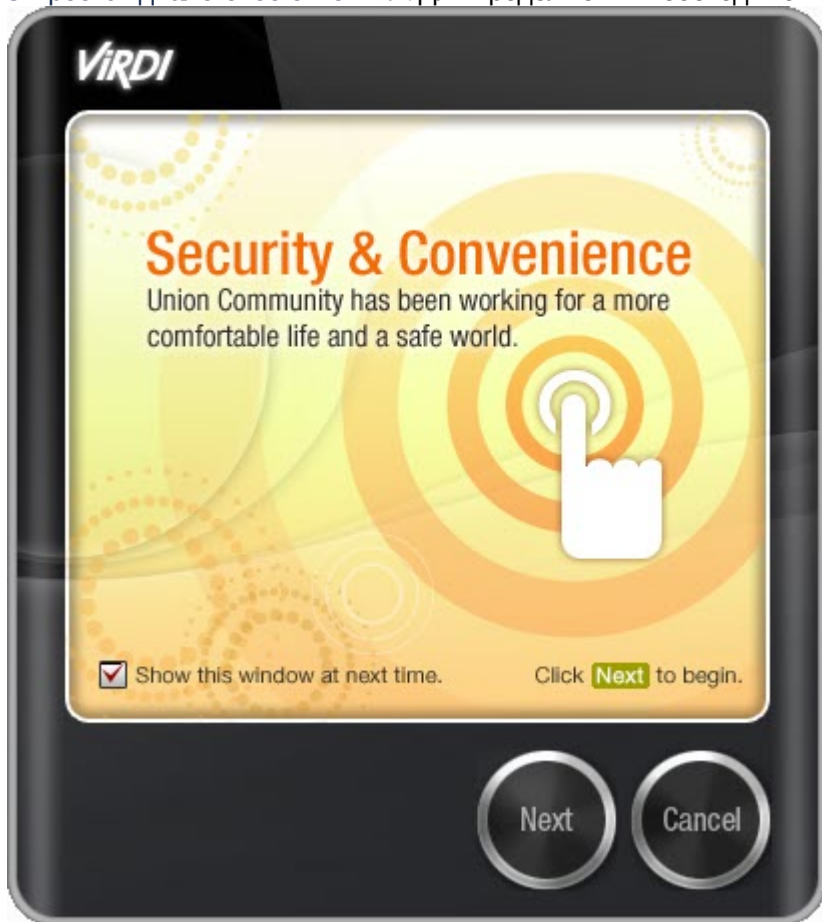 ViRDI
Security & Convenience
Union Community has been working for a more
comfortable life and a safe world.
Show this window at next time.
Click Next to begin.
Next
Cancel